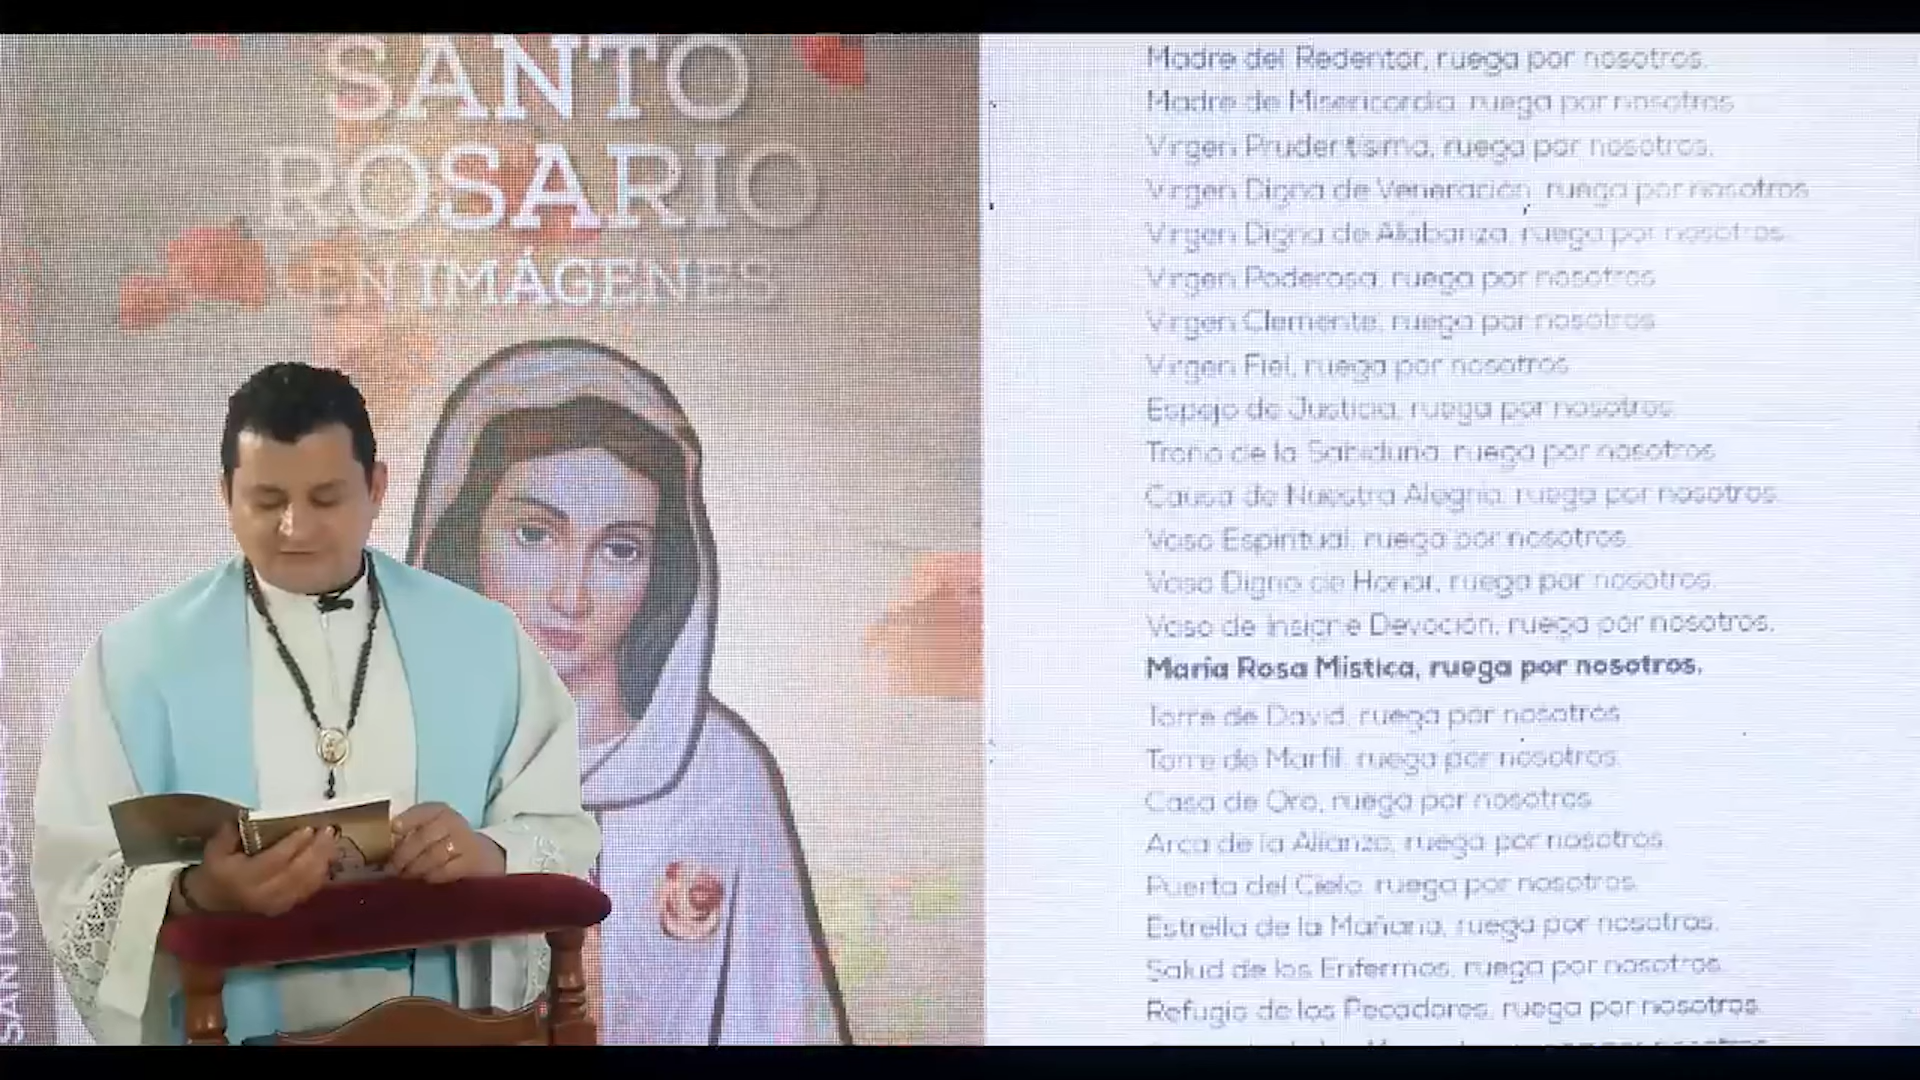 SANTO
ROSARIO
EN IMÁGENES
SANTO ROS
Madre del Redentor, ruega por nosotros.
Madre de Misericordia, ruega por nosotros.
Virgen Prudentísima, ruega por nosotros.
Virgen Digna de Veneración, ruega por nosotros.
Virgen Digna de Alabanza, ruega por nosotros.
Virgen Poderosa, ruega por nosotros.
Virgen Clemente, ruega por nosotros.
Virgen Fiel, ruega por nosotros.
Espejo de Justicia, ruega por nosotros.
Trono de la Sabiduría, ruega por nosotros.
Causa de Nuestra Alegría, ruega por nosotros.
Vaso Espiritual, ruega por nosotros.
Vaso Digno de Honor, ruega por nosotros.
Vaso de Insigne Devoción, ruega por nosotros.
María Rosa Mística, ruega por nosotros.
Torre de David, ruega por nosotros.
Torre de Marfil, ruega por nosotros.
Casa de Oro, ruega por nosotros.
Arca de la Alianza, ruega por nosotros.
Puerta del Cielo, ruega por nosotros.
Estrella de la Mañana, ruega por nosotros.
Salud de los Enfermos, ruega por nosotros.
Refugio de los Pecadores, ruega por nosotros.